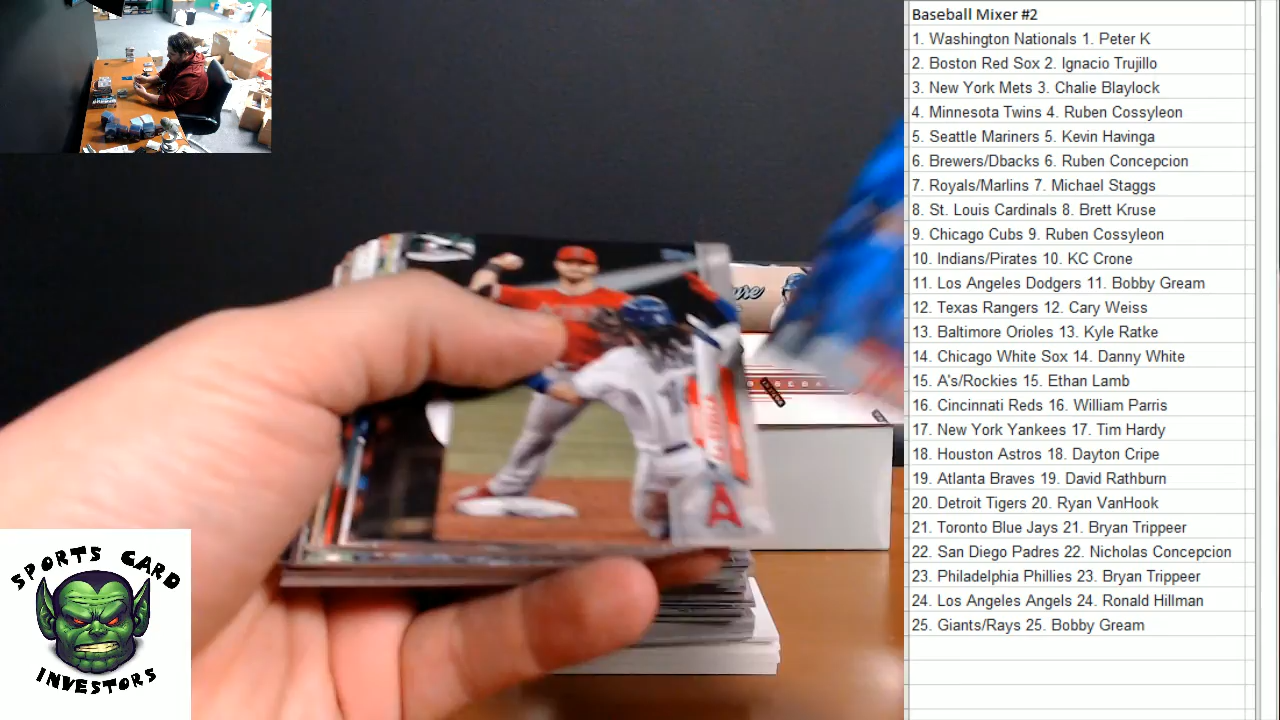 Baseball Mixer #2
1. Washington Nationals 1. Peter K
2. Boston Red Sox 2. Ignacio Trujillo
3. New York Mets 3. Chalie Blaylock
4. Minnesota Twins 4. Ruben Cossyleon
5. Seattle Mariners 5. Kevin Havinga
6. Brewers/Dbacks 6. Ruben Concepcion
7. Royals/Marlins 7. Michael Staggs
8. St. Louis Cardinals 8. Brett Kruse
9. Chicago Cubs 9. Ruben Cossyleon
10. Indians/Pirates 10. KC Crone
11. Los Angeles Dodgers 11. Bobby Gream
12. Texas Rangers 12. Cary Weiss
13. Baltimore Orioles 13. Kyle Ratke
14. Chicago White Sox 14. Danny White
15. A's/Rockies 15. Ethan Lamb
16. Cincinnati Reds 16. William Parris
17. New York Yankees 17. Tim Hardy
18. Houston Astros 18. Dayton Cripe
19. Atlanta Braves 19. David Rathburn
20. Detroit Tigers 20. Ryan VanHook
21. Toronto Blue Jays 21. Bryan Trippeer
22. San Diego Padres 22. Nicholas Concepcion
23. Philadelphia Phillies 23. Bryan Trippeer
24. Los Angeles Angels 24. Ronald Hillman
25. Giants/Rays 25. Bobby Gream
SPORTS CARD
INVESTORS